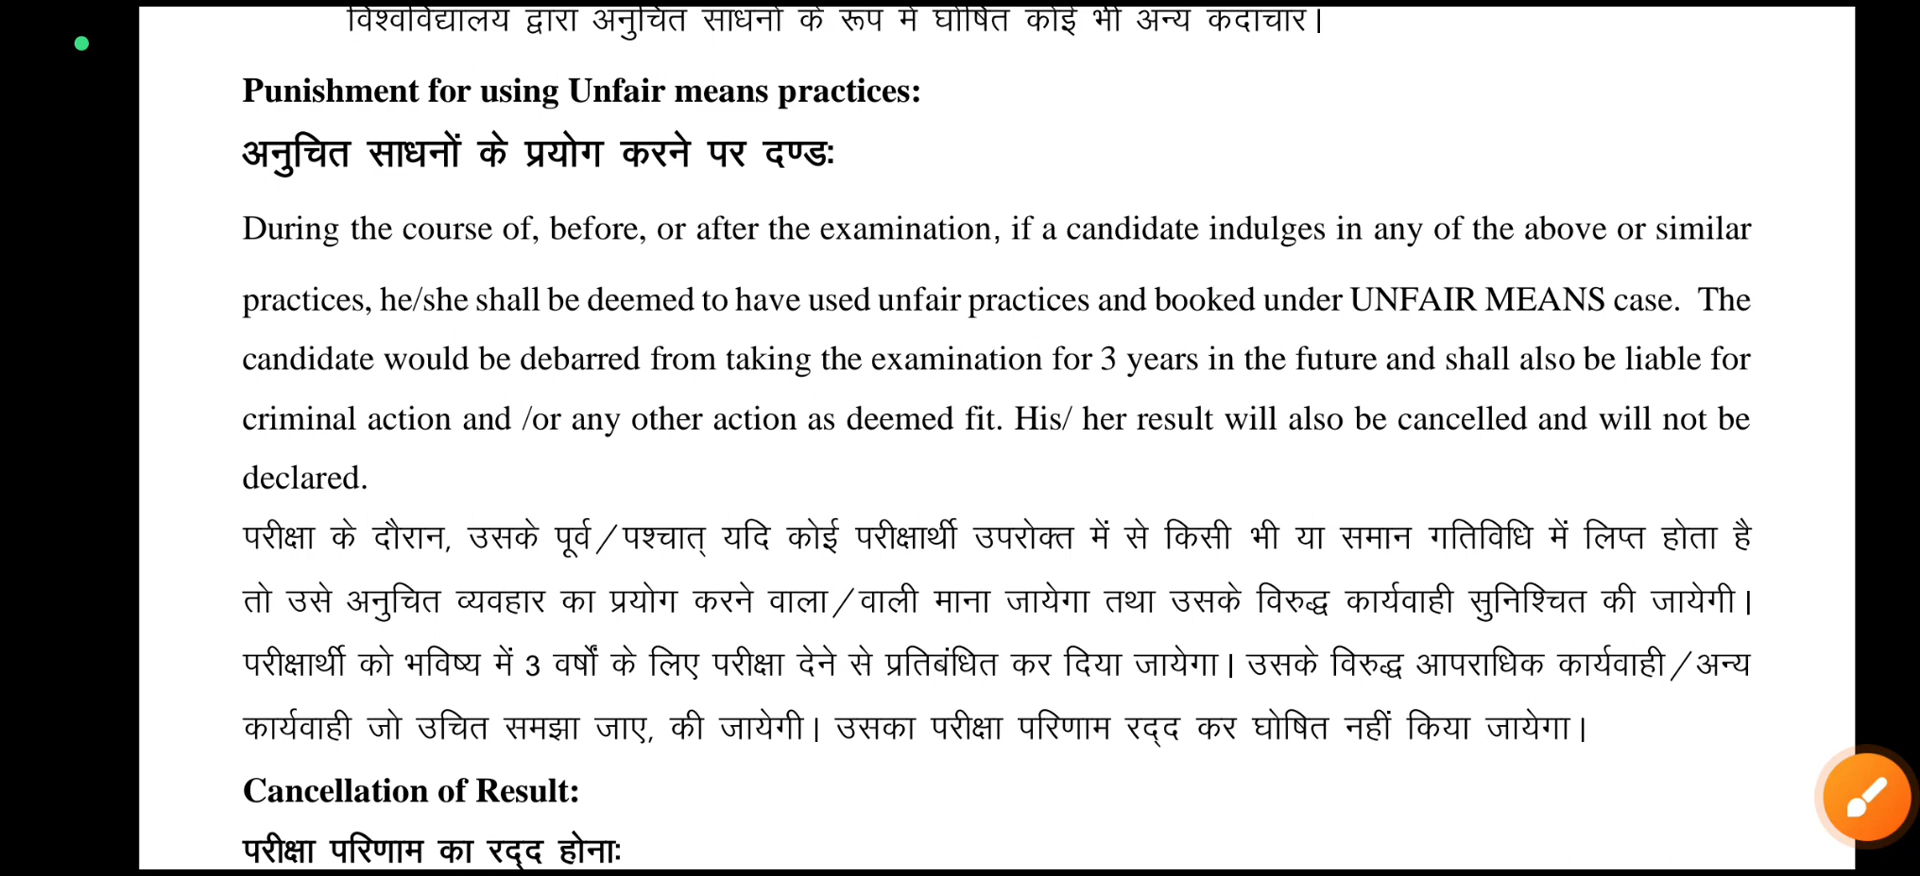 विश्वविद्यालय द्वारा अनुचित साधनों के रूप में घोषित कोई भी अन्य कदाचार।
Punishment for using Unfair means practices:
अनुचित साधनों के प्रयोग करने पर दण्डः
During the course of, before, or after the examination, if a candidate indulges in any of the above or similar
practices, he/she shall be deemed to have used unfair practices and booked under UNFAIR MEANS case. The
candidate would be debarred from taking the examination for 3 years in the future and shall also be liable for
criminal action and /or any other action as deemed fit. His/ her result will also be cancelled and will not be
declared.
परीक्षा के दौरान, उसके पूर्व/पश्चात् यदि कोई परीक्षार्थी उपरोक्त में से किसी भी या समान गतिविधि में लिप्त होता है
तो उसे अनुचित व्यवहार का प्रयोग करने वाला/वाली माना जायेगा तथा उसके विरुद्ध कार्यवाही सुनिश्चित की जायेगी।
परीक्षार्थी को भविष्य में 3 वर्षों के लिए परीक्षा देने से प्रतिबंधित कर दिया जायेगा। उसके विरुद्ध आपराधिक कार्यवाही/अन्य
कार्यवाही जो उचित समझा जाए, की जायेगी। उसका परीक्षा परिणाम रद्द कर घोषित नहीं किया जायेगा।
Cancellation of Result:
परीक्षा परिणाम का रद्द होनाः